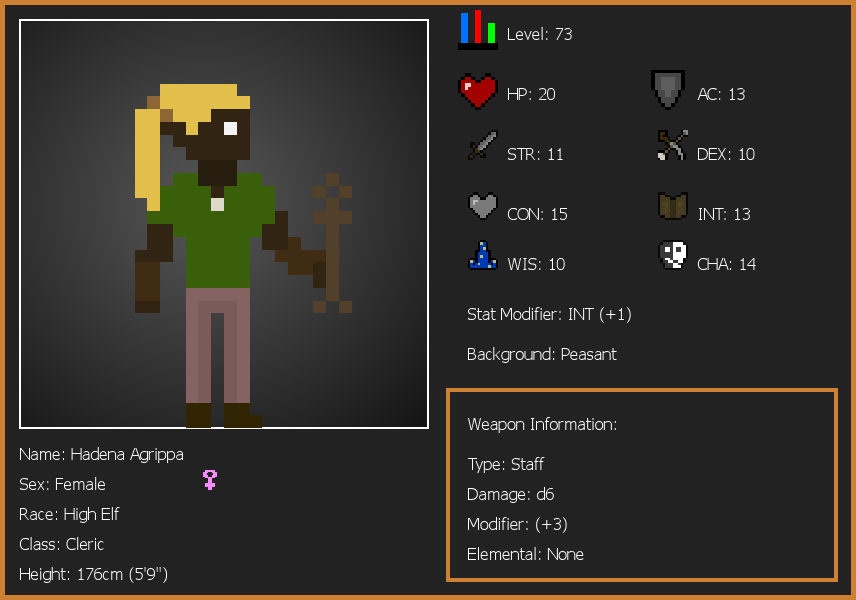 Level: 73
HP: 20
AC: 13
STR: 11
DEX: 10
CON: 15
INT: 13
WIS: 10
CHA: 14
Stat Modifier: INT (+1)
Background: Peasant
Weapon Information:
Type: Staff
Damage: d6
Modifier: (+3)
Elemental: None
Name: Hadena Agrippa
Sex: Female
Race: High Elf
Class: Cleric
Height: 176cm (5'9")